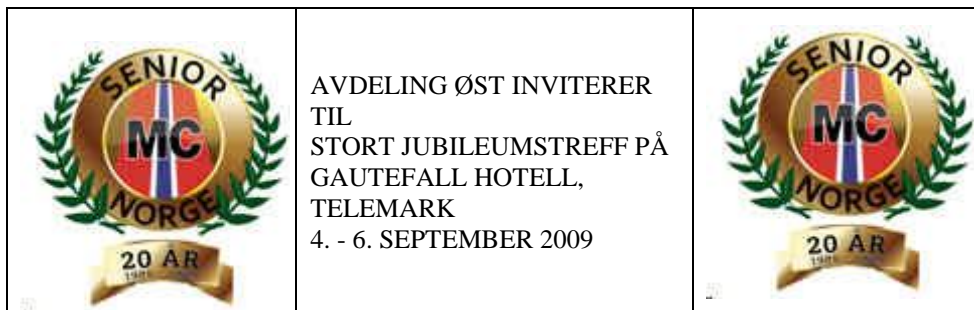 SENIOR
MC
NORGE
20 ÅR
AVDELING ØST INVITERER
TIL
STORT JUBILEUMSTREFF PÅ
GAUTEFALL HOTELL,
TELEMARK
4. - 6. SEPTEMBER 2009
SENIOR
MC
NORGE
20 ÅR